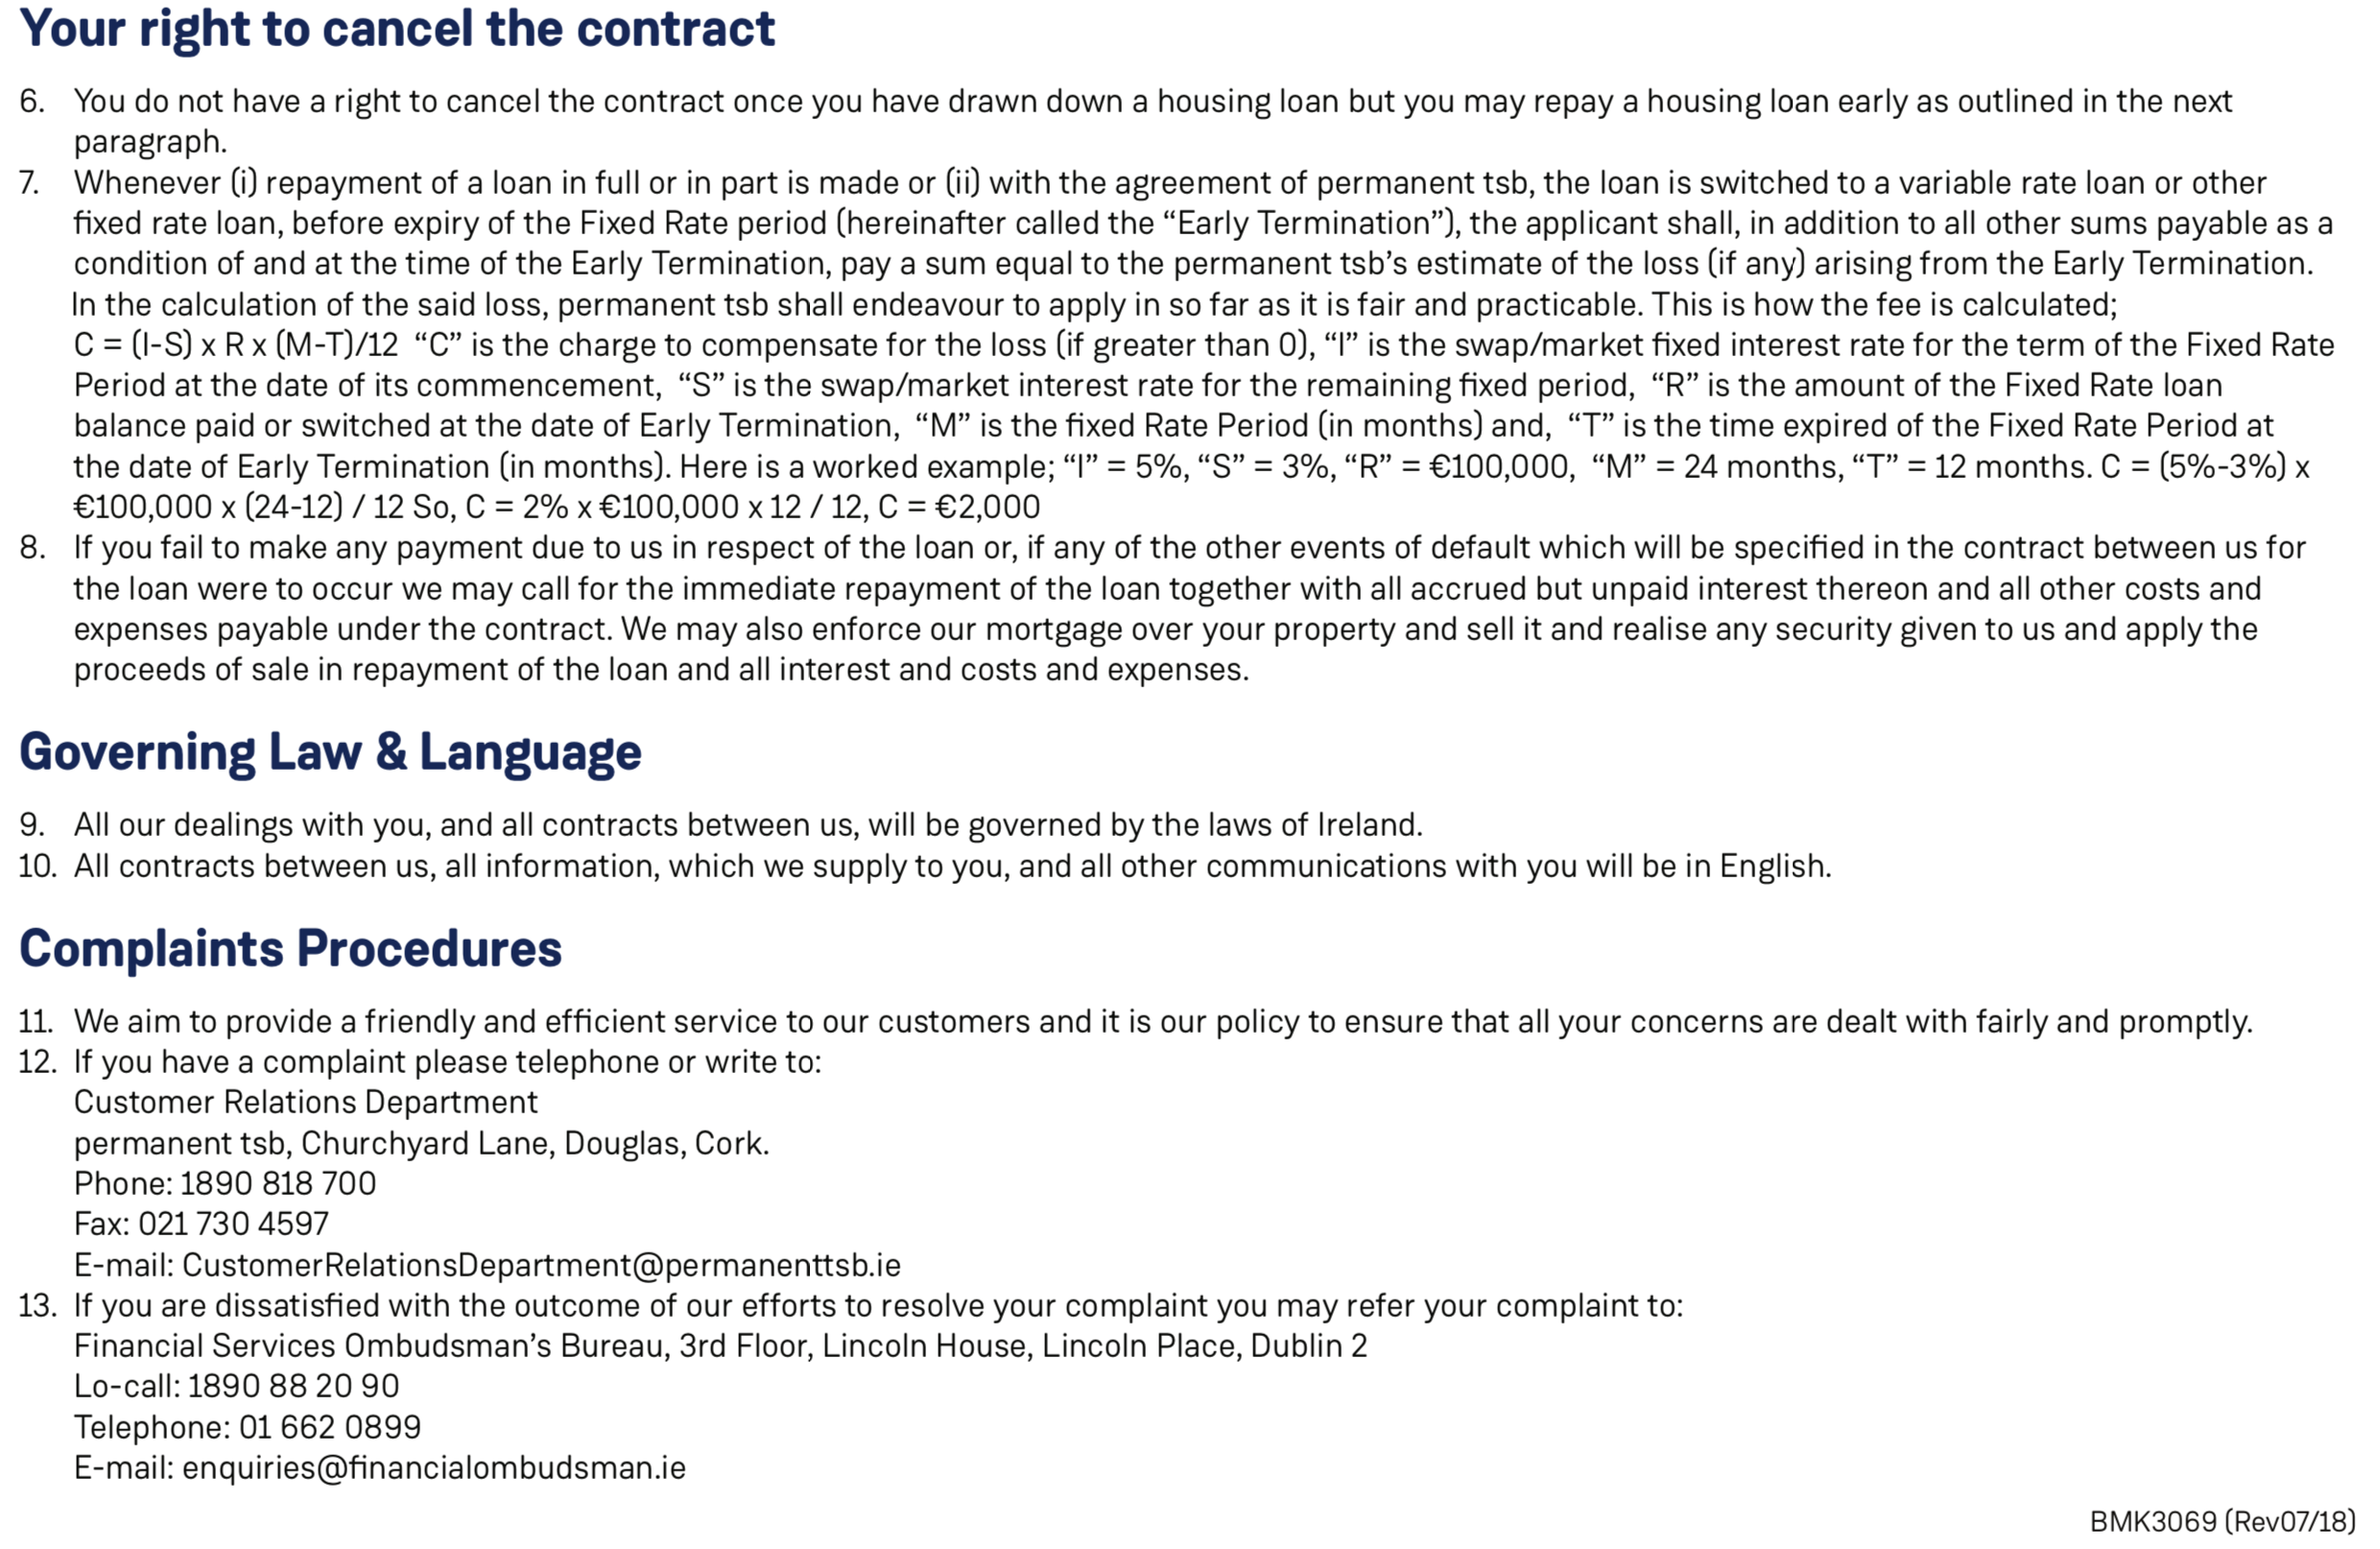 Your right to cancel the contract
6. You do not have a right to cancel the contract once you have drawn down a housing loan but you may repay a housing loan early as outlined in the next
paragraph.
7. Whenever (i) repayment of a loan in full or in part is made or (ii) with the agreement of permanent tsb, the loan is switched to a variable rate loan or other
fixed rate loan, before expiry of the Fixed Rate period (hereinafter called the “Early Termination”), the applicant shall, in addition to all other sums payable as a
condition of and at the time of the Early Termination, pay a sum equal to the permanent tsb’s estimate of the loss (if any) arising from the Early Termination.
In the calculation of the said loss, permanent tsb shall endeavour to apply in so far as it is fair and practicable. This is how the fee is calculated;
C = (I-S) x R x (M-T)/12 “C” is the charge to compensate for the loss (if greater than 0), “I” is the swap/market fixed interest rate for the term of the Fixed Rate
Period at the date of its commencement, “S” is the swap/market interest rate for the remaining fixed period, “R” is the amount of the Fixed Rate loan
balance paid or switched at the date of Early Termination, “M” is the fixed Rate Period (in months) and, “T” is the time expired of the Fixed Rate Period at
the date of Early Termination (in months). Here is a worked example; “I” = 5%, “S” = 3%, “R” = €100,000, “M” = 24 months, “T” = 12 months. C = (5%-3%) x
€100,000 x (24-12) / 12 So, C = 2% x €100,000 x 12 / 12, C = €2,000
8. If you fail to make any payment due to us in respect of the loan or, if any of the other events of default which will be specified in the contract between us for
the loan were to occur we may call for the immediate repayment of the loan together with all accrued but unpaid interest thereon and all other costs and
expenses payable under the contract. We may also enforce our mortgage over your property and sell it and realise any security given to us and apply the
proceeds of sale in repayment of the loan and all interest and costs and expenses.
Governing Law & Language
9. All our dealings with you, and all contracts between us, will be governed by the laws of Ireland.
10. All contracts between us, all information, which we supply to you, and all other communications with you will be in English.
Complaints Procedures
11. We aim to provide a friendly and efficient service to our customers and it is our policy to ensure that all your concerns are dealt with fairly and promptly.
12. If you have a complaint please telephone or write to:
Customer Relations Department
permanent tsb, Churchyard Lane, Douglas, Cork.
Phone: 1890 818 700
Fax: 021 730 4597
E-mail: CustomerRelationsDepartment@permanenttsb.ie
13. If you are dissatisfied with the outcome of our efforts to resolve your complaint you may refer your complaint to:
Financial Services Ombudsman’s Bureau, 3rd Floor, Lincoln House, Lincoln Place, Dublin 2
Lo-call: 1890 88 20 90
Telephone: 01 662 0899
E-mail: enquiries@financialombudsman.ie
BMK3069 (Rev07/18)